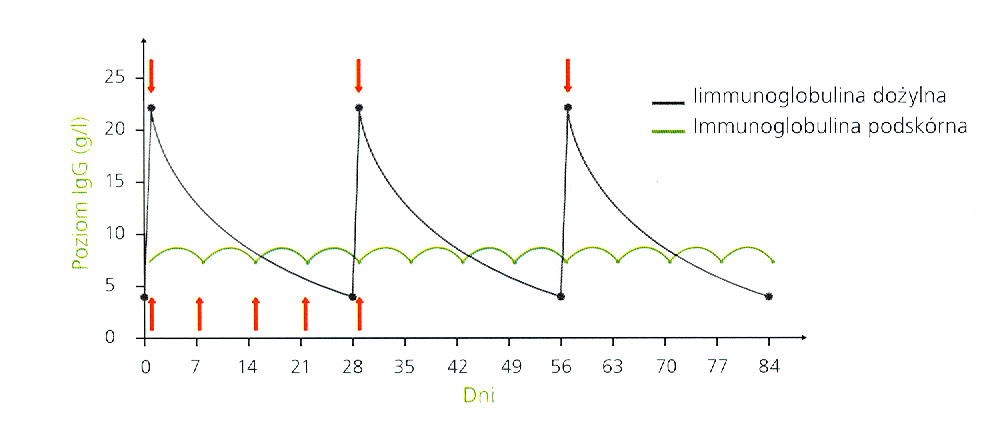 25
20
15
10
5
0
Poziom IgG (g/l)
Iimmunoglobulina dożylna
Immunoglobulina podskórna
0 7 14 21 28 35 42 49 56 63 70 77 84
Dni